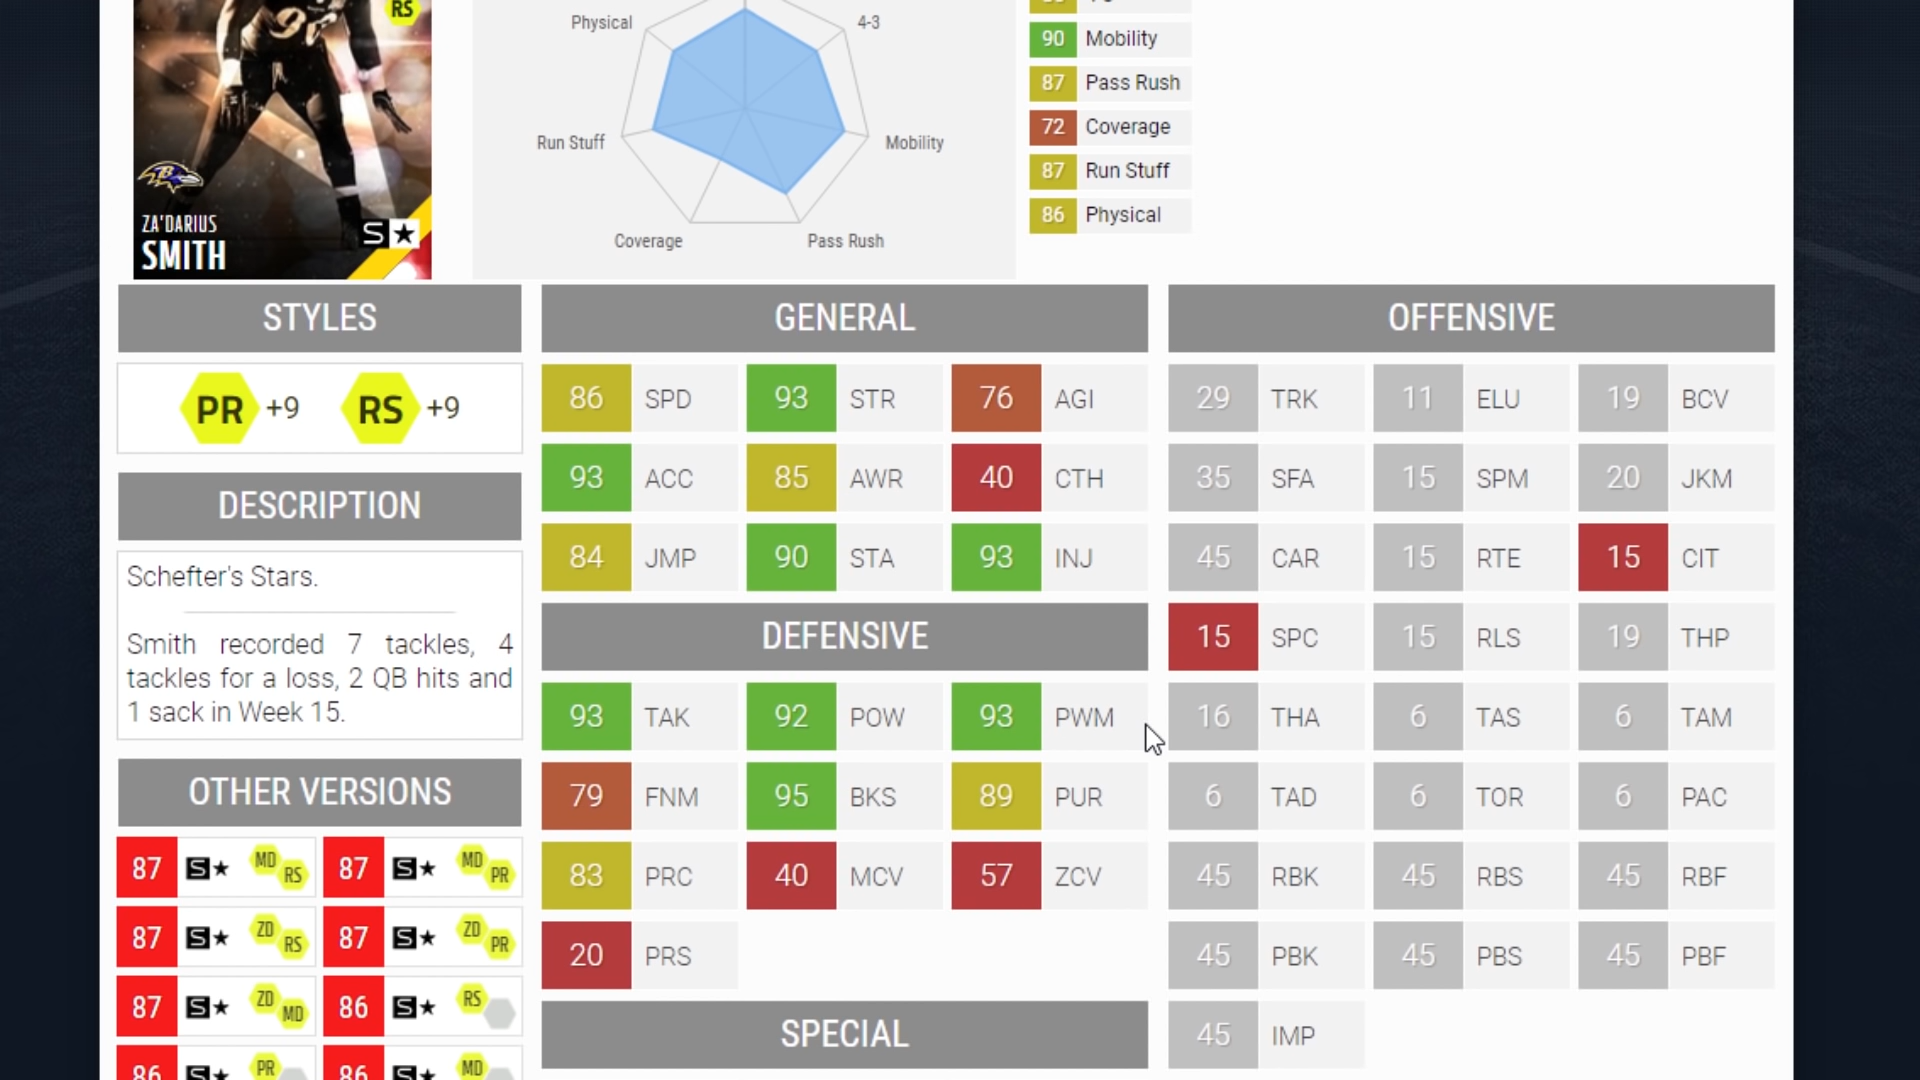 RS
Physical
4-3
Run Stuff
Mobility
Coverage
Pass Rush
90 Mobility
87 Pass Rush
72 Coverage
87 Run Stuff
86 Physical
ZA'DARIUS
SMITH
S
STYLES
PR +9 RS +9
DESCRIPTION
Schefter's Stars.
Smith recorded 7 tackles, 4
tackles for a loss, 2 QB hits and
1 sack in Week 15.
OTHER VERSIONS
87 S MD RS 87 S MD PR
87 S ZD RS 87 S ZD PR
87 S ZD MD 86 S RS
86 S PR 86 S MD
GENERAL
86 SPD 93 STR 76 AGI
93 ACC 85 AWR 40 CTH
84 JMP 90 STA 93 INJ
DEFENSIVE
93 TAK 92 POW 93 PWM
79 FNM 95 BKS 89 PUR
83 PRC 40 MCV 57 ZCV
20 PRS
SPECIAL
OFFENSIVE
29 TRK 11 ELU 19 BCV
35 SFA 15 SPM 20 JKM
45 CAR 15 RTE 15 CIT
15 SPC 15 RLS 19 THP
16 THA 6 TAS 6 TAM
6 TAD 6 TOR 6 PAC
45 RBK 45 RBS 45 RBF
45 PBK 45 PBS 45 PBF
45 IMP